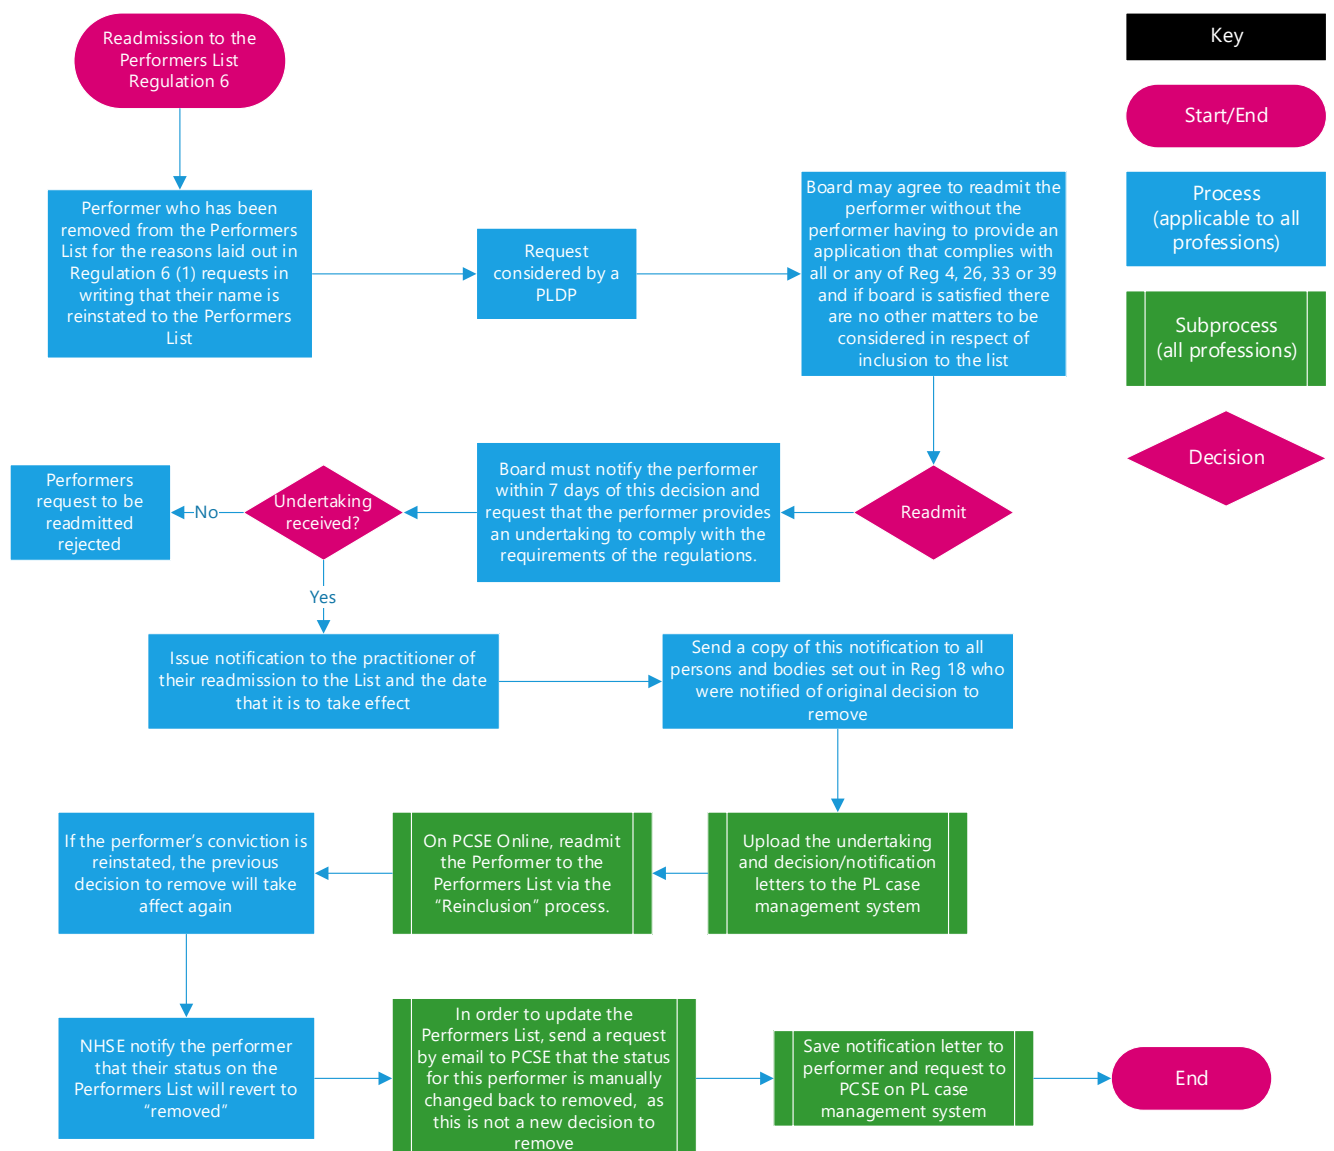 Readmission to the
Performers List
Regulation 6
Performer who has been
removed from the Performers
List for the reasons laid out in
Regulation 6 (1) requests in
writing that their name is
reinstated to the Performers
List
Request
considered by a
PLDP
Board may agree to readmit the
performer without the
performer having to provide an
application that complies with
all or any of Reg 4, 26, 33 or 39
and if board is satisfied there
are no other matters to be
considered in respect of
inclusion to the list
Readmit
Board must notify the performer
within 7 days of this decision and
request that the performer provides
an undertaking to comply with the
requirements of the regulations.
Undertaking
received?
No
Performers
request to be
readmitted
rejected
Yes
Issue notification to the practitioner of
their readmission to the List and the date
that it is to take effect
Send a copy of this notification to all
persons and bodies set out in Reg 18 who
were notified of original decision to
remove
Upload the undertaking
and decision/notification
letters to the PL case
management system
On PCSE Online, readmit
the Performer to the
Performers List via the
“Reinclusion” process.
If the performer’s conviction is
reinstated, the previous
decision to remove will take
affect again
NHSE notify the performer
that their status on the
Performers List will revert to
“removed”
In order to update the
Performers List, send a request
by email to PCSE that the status
for this performer is manually
changed back to removed,  as
this is not a new decision to
remove
Save notification letter to
performer and request to
PCSE on PL case
management system
End
Key
Start/End
Process
(applicable to all
professions)
Subprocess
(all professions)
Decision